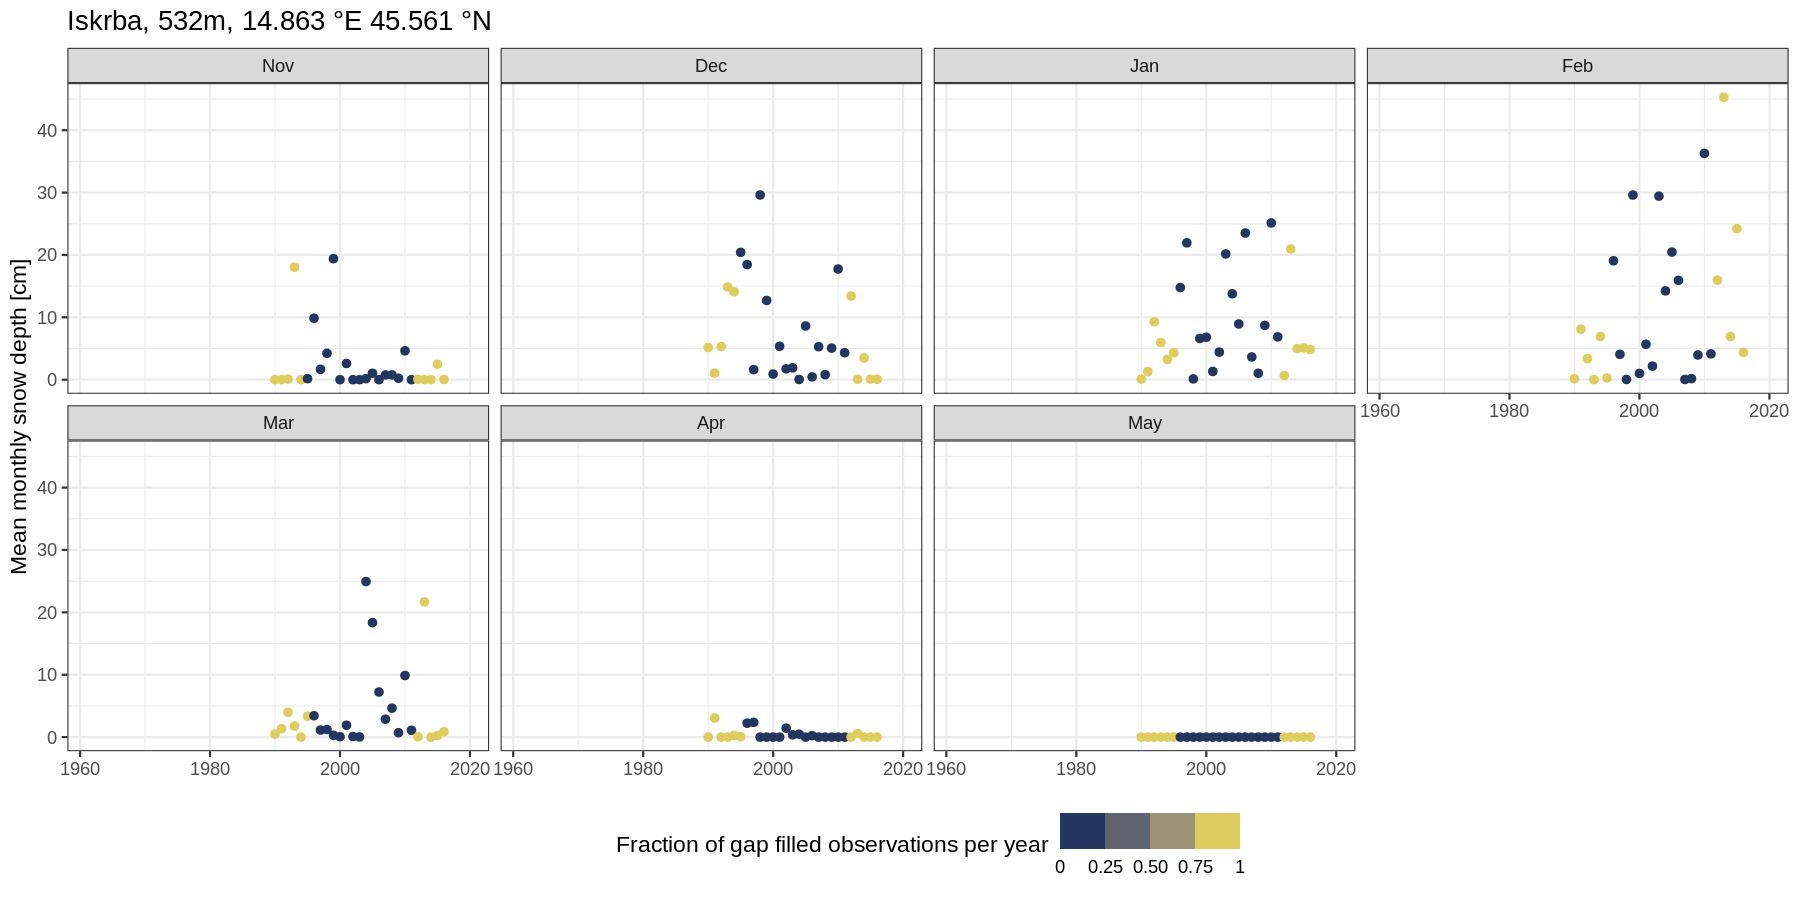 Iskrba, 532m, 14.863 °E 45.561 °N
Nov
Dec
Jan
Feb
40
30
20
10
0
1960 1980 2000 2020
Mar
Apr
May
40
30
20
10
0
1960 1980 2000 2020 1960 1980 2000 2020 1960 1980 2000 2020
Mean monthly snow depth [cm]
Fraction of gap filled observations per year
0 0.25 0.50 0.75 1